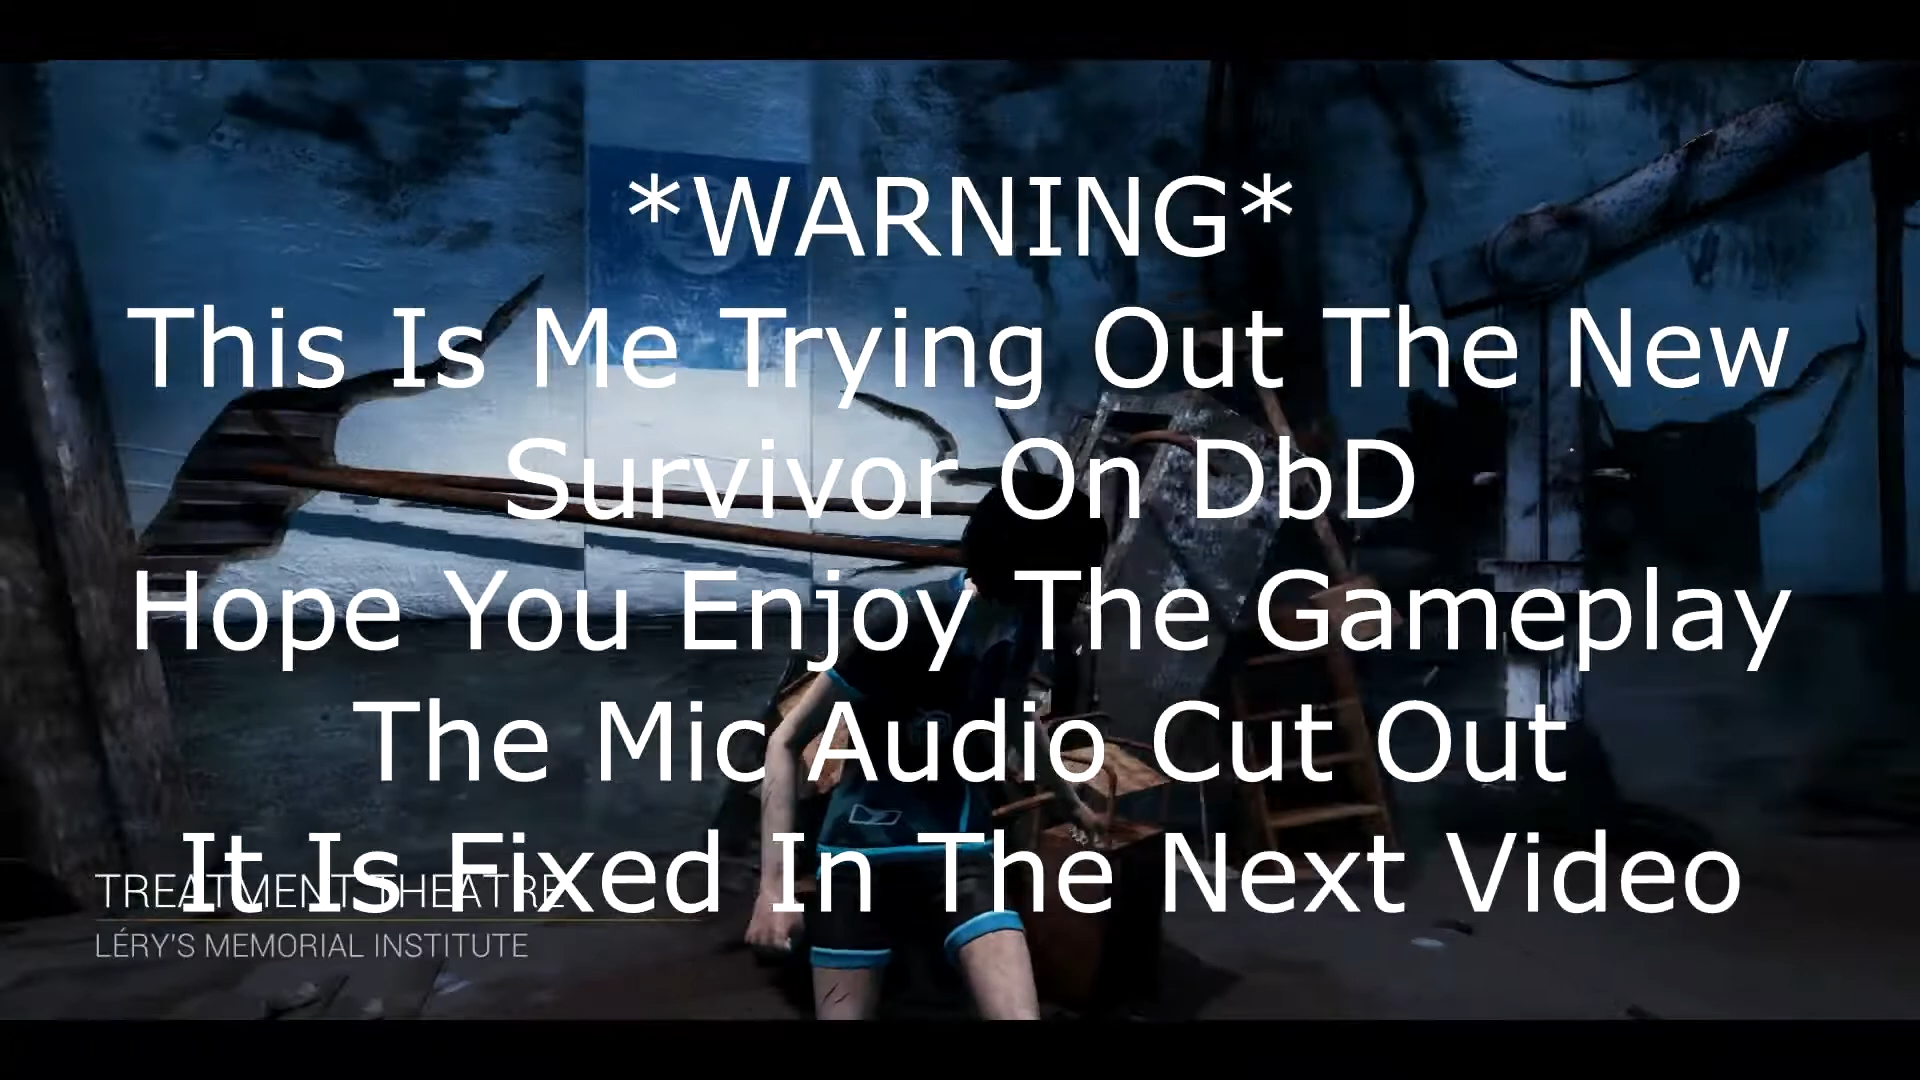 *WARNING*
This Is Me Trying Out The New
Survivor On DbD
Hope You Enjoy The Gameplay
The Mic Audio Cut Out
It Is Fixed In The Next Video
TREATMENT THEATRE
LÉRY'S MEMORIAL INSTITUTE